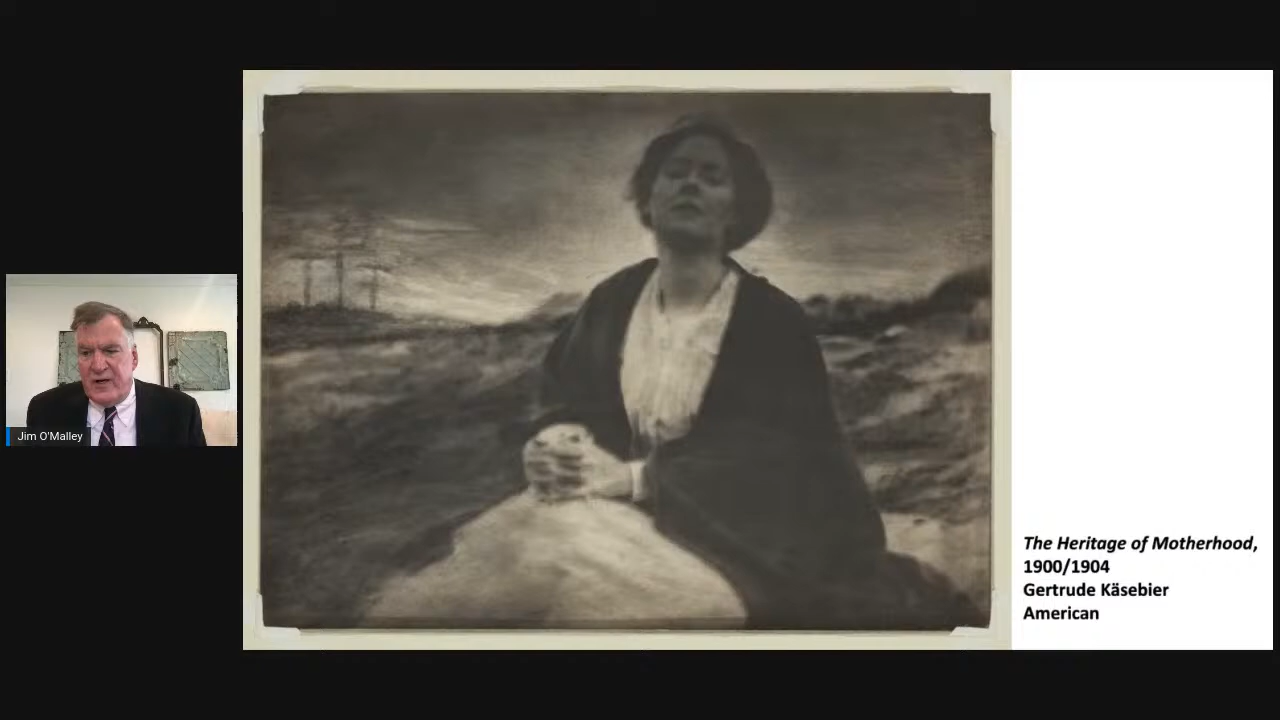 Jim O'Malley
The Heritage of Motherhood,
1900/1904
Gertrude Käsebier
American